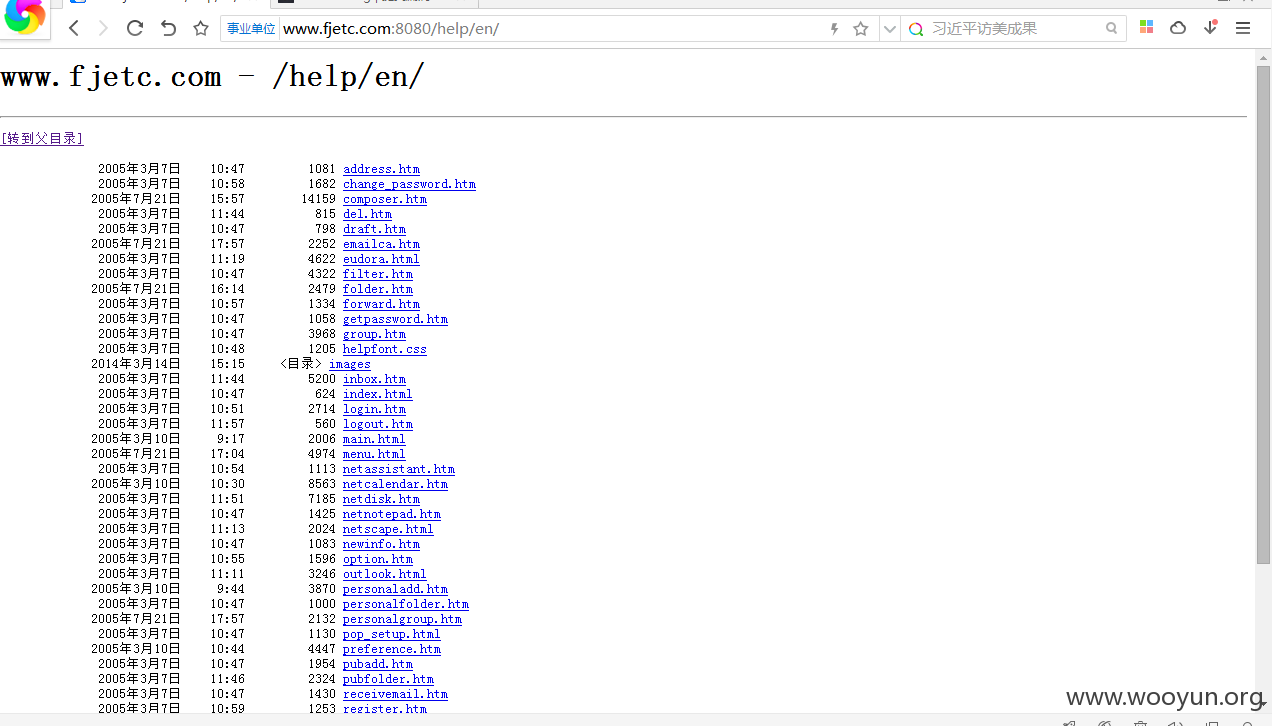 事业单位 www.fjetc.com:8080/help/en/ 习近平访美成果
www.fjetc.com - /help/en/
[转到父目录]
2005年3月7日 10:47 1081 address.htm
2005年3月7日 10:58 1682 change_password.htm
2005年7月21日 15:57 14159 composer.htm
2005年3月7日 11:44 815 del.htm
2005年3月7日 10:47 798 draft.htm
2005年7月21日 17:57 2252 emailca.htm
2005年3月7日 11:19 4622 eudora.html
2005年3月7日 10:47 4322 filter.htm
2005年7月21日 16:14 2479 folder.htm
2005年3月7日 10:57 1334 forward.htm
2005年3月7日 10:47 1058 getpassword.htm
2005年3月7日 10:47 3968 group.htm
2005年3月7日 10:48 1205 helpfont.css
2014年3月14日 15:15 <目录> images
2005年3月7日 11:44 5200 inbox.htm
2005年3月7日 10:47 624 index.html
2005年3月7日 10:51 2714 login.htm
2005年3月7日 11:57 560 logout.htm
2005年3月10日 9:17 2006 main.html
2005年7月21日 17:04 4974 menu.html
2005年3月7日 10:54 1113 netassistant.htm
2005年3月10日 10:30 8563 netcalendar.htm
2005年3月7日 11:51 7185 netdisk.htm
2005年3月7日 10:47 1425 netnotepad.htm
2005年3月7日 11:13 2024 netscape.html
2005年3月7日 10:47 1083 newinfo.htm
2005年3月7日 10:55 1596 option.htm
2005年3月7日 11:11 3246 outlook.html
2005年3月10日 9:44 3870 personaladd.htm
2005年3月7日 10:47 1000 personalfolder.htm
2005年7月21日 17:57 2132 personalgroup.htm
2005年3月7日 10:47 1130 pop_setup.html
2005年3月10日 10:44 4447 preference.htm
2005年3月7日 10:47 1954 pubadd.htm
2005年3月7日 11:46 2324 pubfolder.htm
2005年3月7日 10:47 1430 receivemail.htm
2005年3月7日 10:59 1253 register.htm
www.wooyun.org